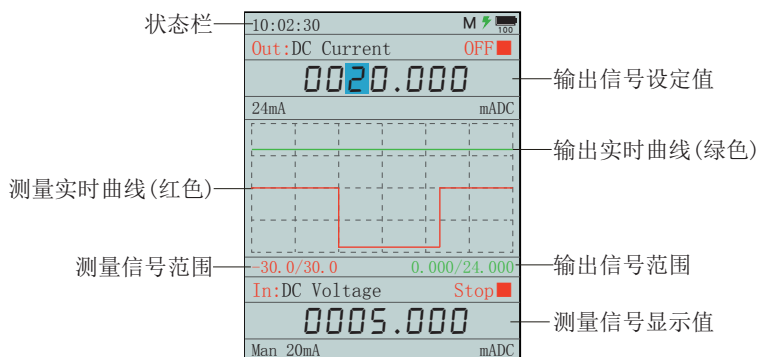 状态栏
10:02:30 M 100
Out:DC Current OFF
0020.000
输出信号设定值
24mA mADC
输出实时曲线(绿色)
测量实时曲线(红色)
测量信号范围
-30.0/30.0 0.000/24.000
输出信号范围
In:DC Voltage Stop
0005.000
测量信号显示值
Man 20mA mADC